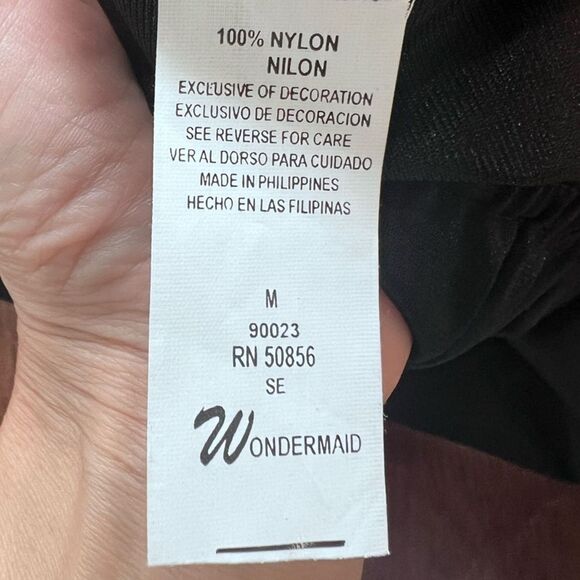 100% NYLON
NILON
EXCLUSIVE OF DECORATION
EXCLUSIVO DE DECORACION
SEE REVERSE FOR CARE
VER AL DORSO PARA CUIDADO
MADE IN PHILIPPINES
HECHO EN LAS FILIPINAS
M
90023
RN 50856
SE
WONDERMAID